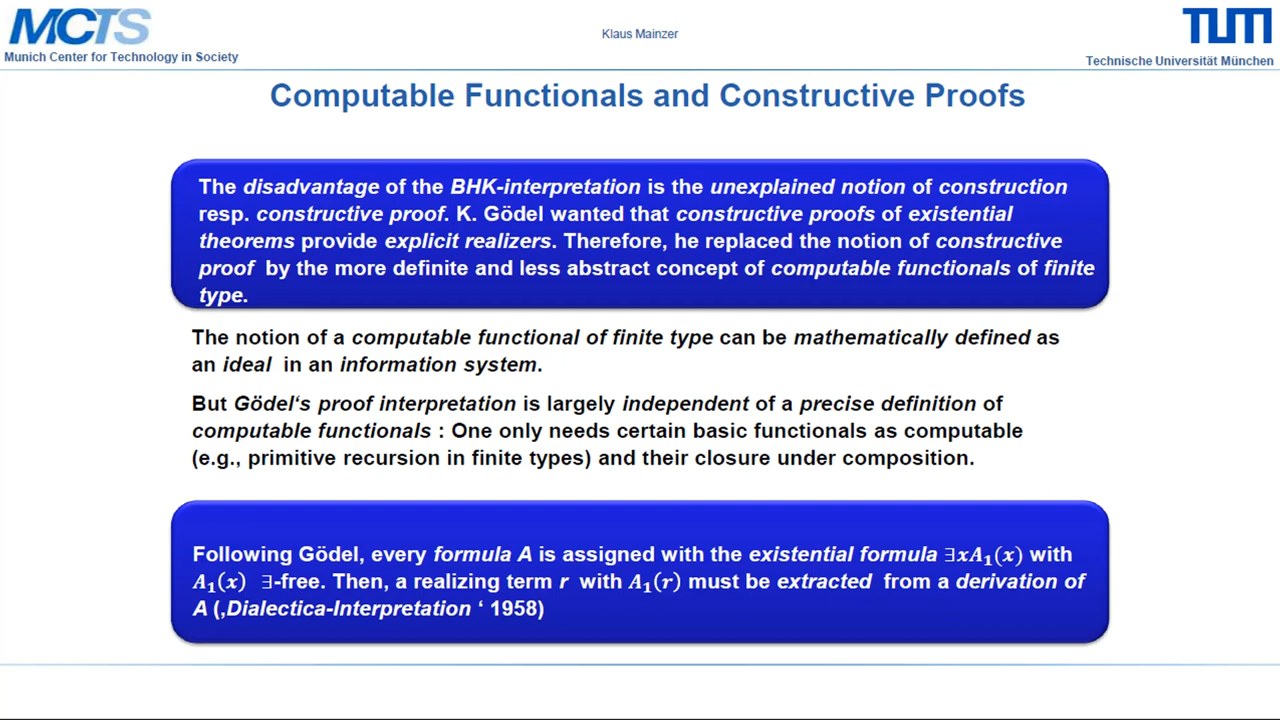 MCTS
Munich Center for Technology in Society
Klaus Mainzer
TUM
Technische Universität München
Computable Functionals and Constructive Proofs
The disadvantage of the BHK-interpretation is the unexplained notion of construction
resp. constructive proof. K. Gödel wanted that constructive proofs of existential
theorems provide explicit realizers. Therefore, he replaced the notion of constructive
proof by the more definite and less abstract concept of computable functionals of finite
type.
The notion of a computable functional of finite type can be mathematically defined as
an ideal in an information system.
But Gödel‘s proof interpretation is largely independent of a precise definition of
computable functionals : One only needs certain basic functionals as computable
(e.g., primitive recursion in finite types) and their closure under composition.
Following Gödel, every formula A is assigned with the existential formula ∃𝒙𝑨₁(𝒙) with
𝑨₁(𝒙) ∃-free. Then, a realizing term r with 𝑨₁(𝒓) must be extracted from a derivation of
A (‚Dialectica-Interpretation ‘ 1958)